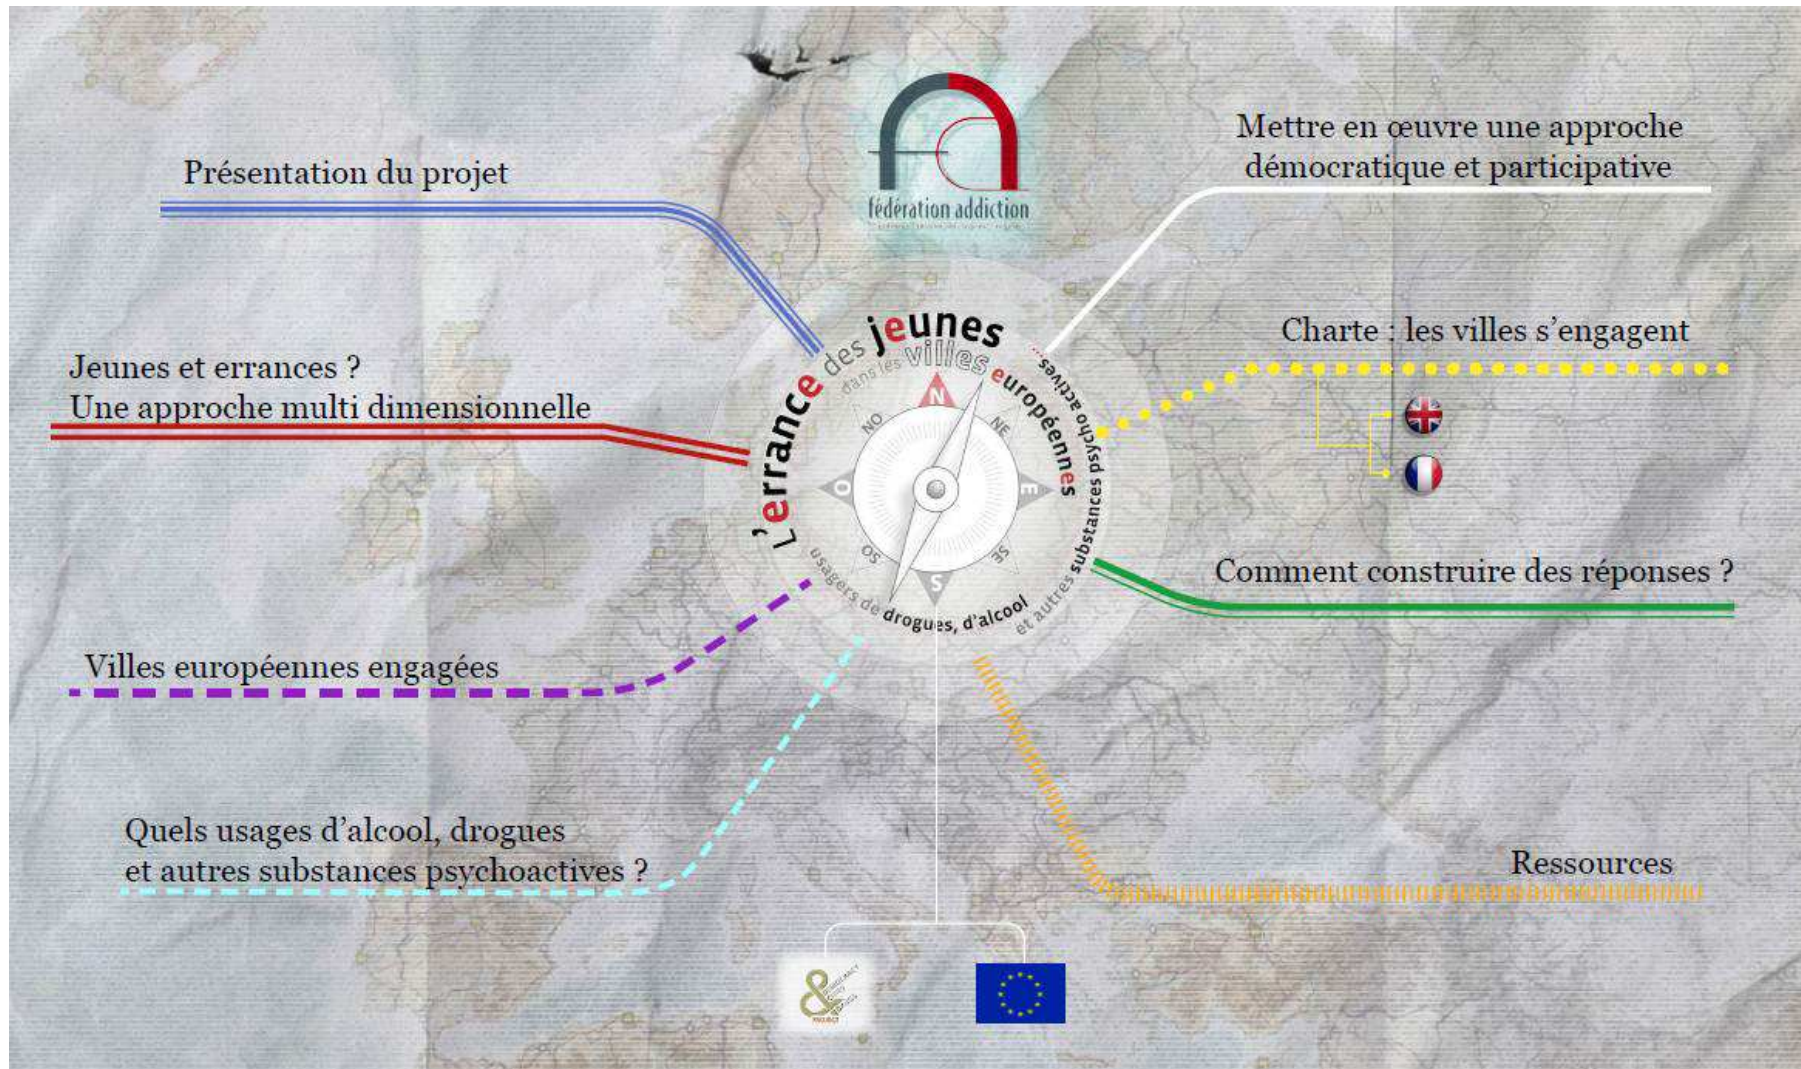 fédération addiction
Présentation du projet
Mettre en œuvre une approche
démocratique et participative
Jeunes et errances ?
Une approche multi dimensionnelle
Charte : les villes s’engagent
L’errance des jeunes
dans les villes européennes
usagers de drogues, d’alcool
et autres substances psycho actives...
N
NO
NE
O
E
SO
SE
S
Comment construire des réponses ?
Villes européennes engagées
Quels usages d’alcool, drogues
et autres substances psychoactives ?
Ressources
&
PROJECT